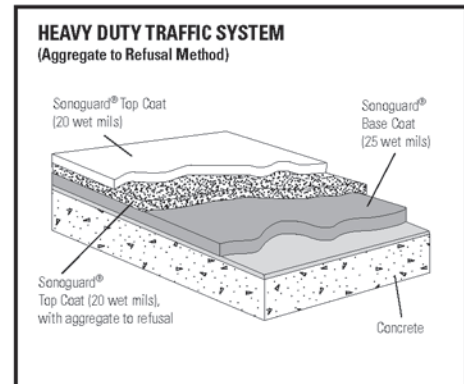 HEAVY DUTY TRAFFIC SYSTEM
(Aggregate to Refusal Method)
Sonoguard® Top Coat
(20 wet mils)
Sonoguard®
Base Coat
(25 wet mils)
Sonoguard®
Top Coat (20 wet mils),
with aggregate to refusal
Concrete